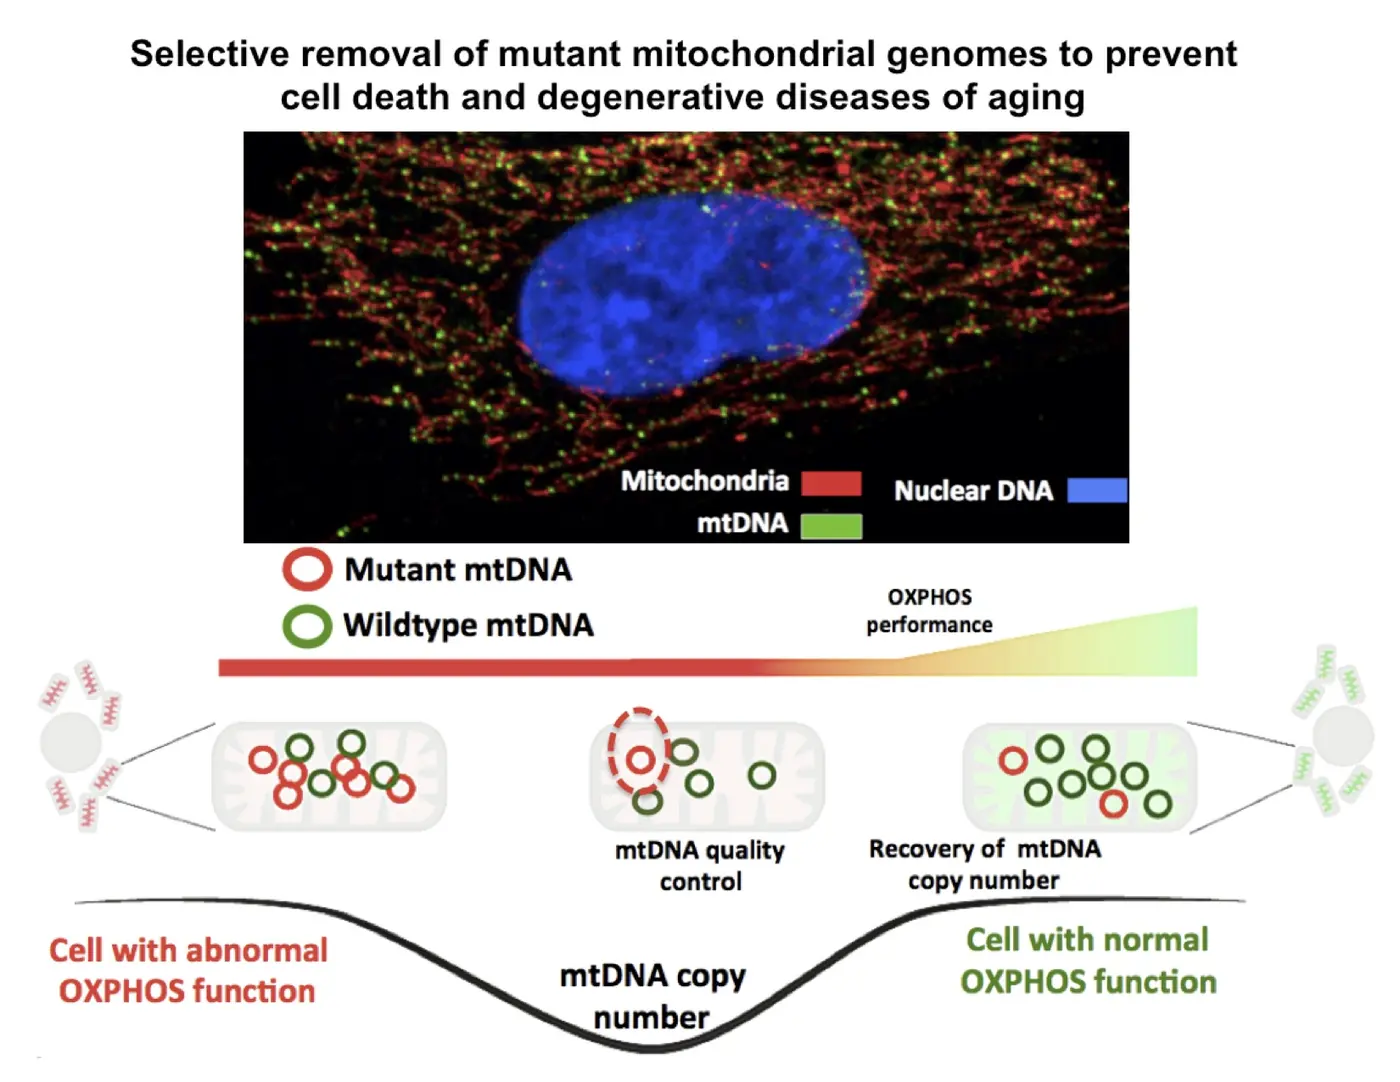 Selective removal of mutant mitochondrial genomes to prevent
cell death and degenerative diseases of aging
Mitochondria
mtDNA
Nuclear DNA
Mutant mtDNA
Wildtype mtDNA
OXPHOS
performance
mtDNA quality
control
Recovery of mtDNA
copy number
Cell with abnormal
OXPHOS function
mtDNA copy
number
Cell with normal
OXPHOS function